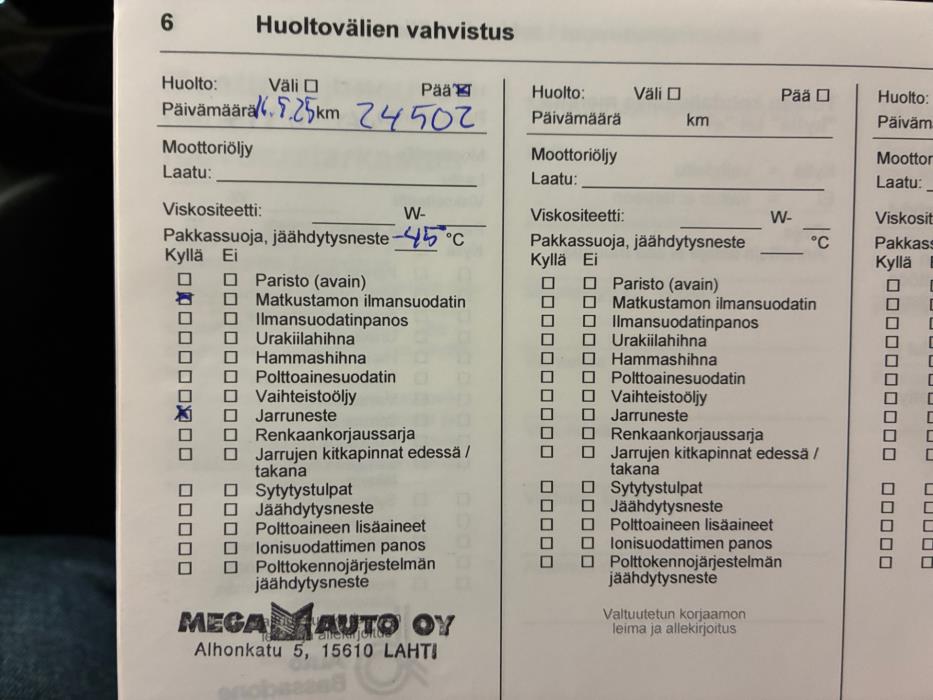 6
Huoltovälien vahvistus
Huolto: Väli ☐ Pää ☒
Päivämäärä 16.9.25 km 24502
Moottoriöljy
Laatu:
Viskositeetti: W-
Pakkassuoja, jäähdytysneste -45 °C
Kyllä Ei
Paristo (avain)
Matkustamon ilmansuodatin
Ilmansuodatinpanos
Urakiilahihna
Hammashihna
Polttoainesuodatin
Vaihteistoöljy
Jarruneste
Renkaankorjaussarja
Jarrujen kitkapinnat edessä /
takana
Sytytystulpat
Jäähdytysneste
Polttoaineen lisäaineet
Ionisuodattimen panos
Polttokennojärjestelmän
jäähdytysneste
MEGA AUTO OY
Alhonkatu 5, 15610 LAHTI
Huolto: Väli ☐ Pää ☐
Päivämäärä km
Moottoriöljy
Laatu:
Viskositeetti: W-
Pakkassuoja, jäähdytysneste °C
Kyllä Ei
Paristo (avain)
Matkustamon ilmansuodatin
Ilmansuodatinpanos
Urakiilahihna
Hammashihna
Polttoainesuodatin
Vaihteistoöljy
Jarruneste
Renkaankorjaussarja
Jarrujen kitkapinnat edessä /
takana
Sytytystulpat
Jäähdytysneste
Polttoaineen lisäaineet
Ionisuodattimen panos
Polttokennojärjestelmän
jäähdytysneste
Valtuutetun korjaamon
leima ja allekirjoitus
Huolto:
Päiväm
Moottor
Laatu:
Viskosit
Pakkass
Kyllä